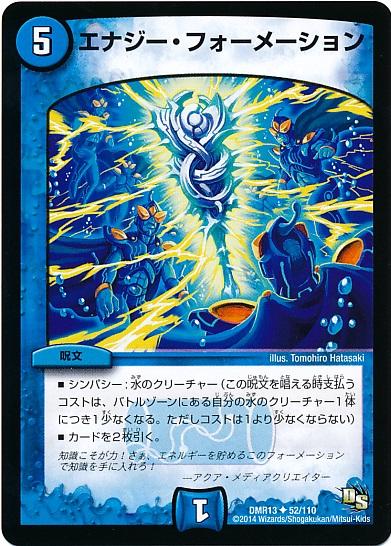 5
エナジー・フォーメーション
呪文
illus. Tomohiro Hatasaki
■ シンパシー:水のクリーチャー(この呪文を唱える時支払う
コストは、バトルゾーンにある自分の水のクリーチャー1体
につき1少なくなる。ただしコストは1より少なくならない)
■ カードを2枚引く。
知識こそが力!さぁ、エネルギーを貯めるこのフォーメーション
で知識を手に入れろ!
---アクア・メディアクリエイター
1
DS
DMR13 ◆ 52/110
©2014 Wizards/Shogakukan/Mitsui-Kids